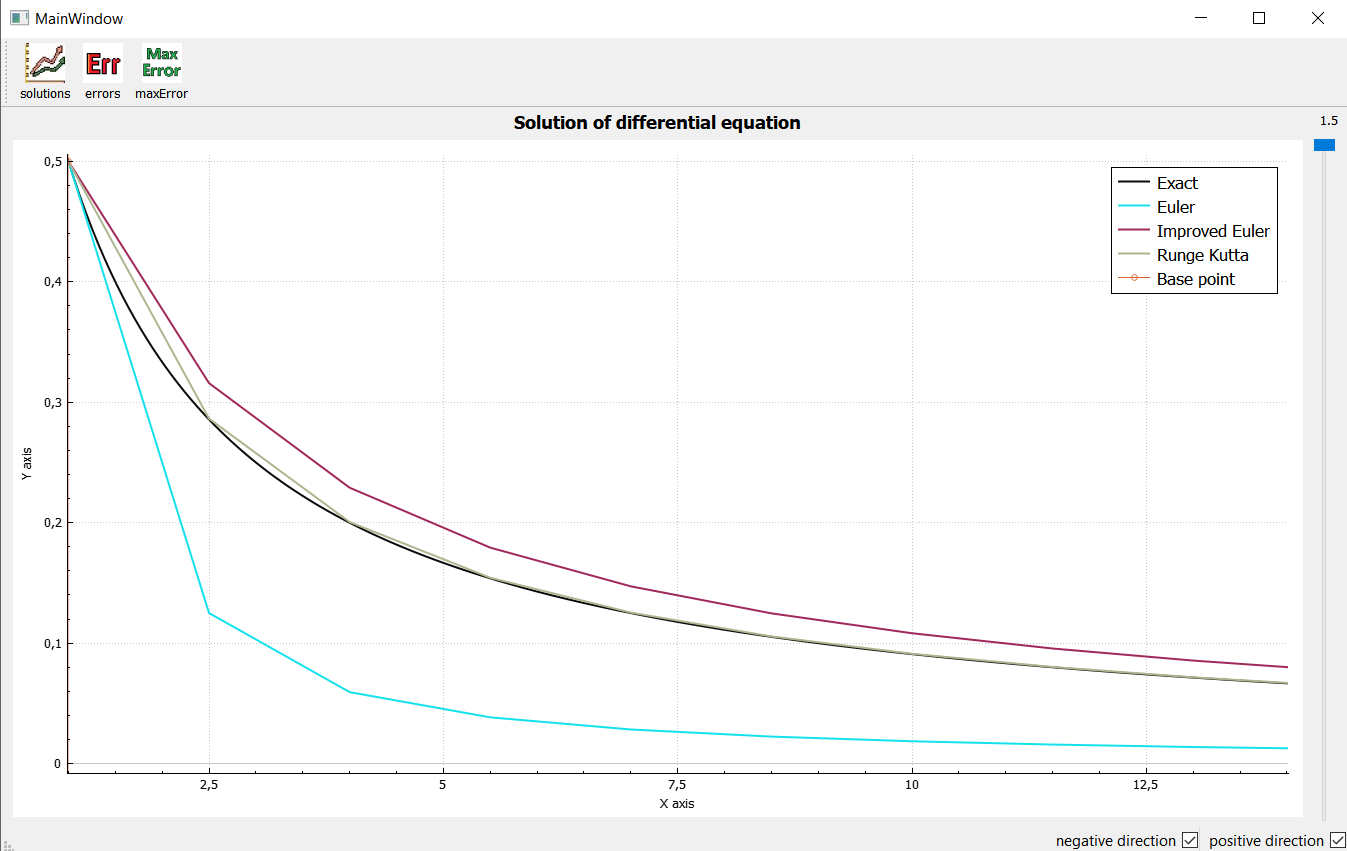 MainWindow
Err
Max
Error
solutions
errors
maxError
Solution of differential equation
1.5
0,5
0,4
0,3
0,2
0,1
0
Y axis
Exact
Euler
Improved Euler
Runge Kutta
Base point
2,5
5
7,5
10
12,5
X axis
negative direction
positive direction